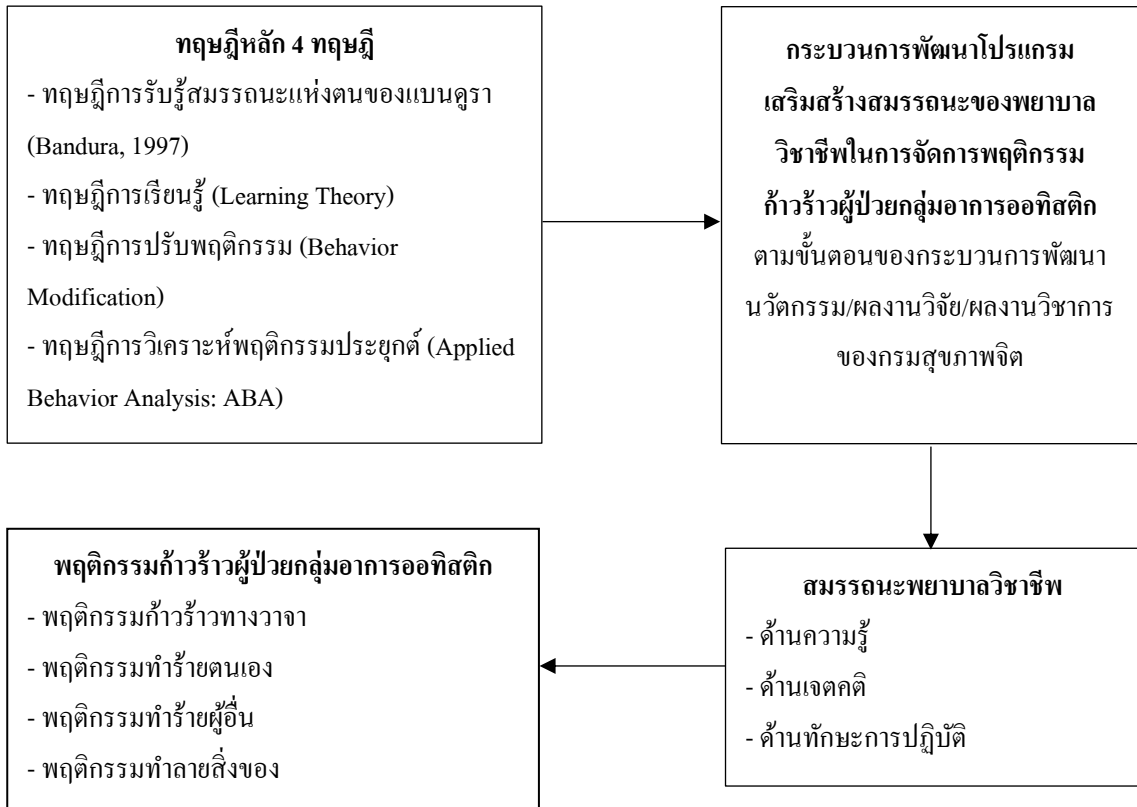 ทฤษฎีหลัก 4 ทฤษฎี
- ทฤษฎีการรับรู้สมรรถนะแห่งตนของแบนดูรา
(Bandura, 1997)
- ทฤษฎีการเรียนรู้ (Learning Theory)
- ทฤษฎีการปรับพฤติกรรม (Behavior
Modification)
- ทฤษฎีการวิเคราะห์พฤติกรรมประยุกต์ (Applied
Behavior Analysis: ABA)
กระบวนการพัฒนาโปรแกรม
เสริมสร้างสมรรถนะของพยาบาล
วิชาชีพในการจัดการพฤติกรรม
ก้าวร้าวผู้ป่วยกลุ่มอาการออทิสติก
ตามขั้นตอนของกระบวนการพัฒนา
นวัตกรรม/ผลงานวิจัย/ผลงานวิชาการ
ของกรมสุขภาพจิต
พฤติกรรมก้าวร้าวผู้ป่วยกลุ่มอาการออทิสติก
- พฤติกรรมก้าวร้าวทางวาจา
- พฤติกรรมทำร้ายตนเอง
- พฤติกรรมทำร้ายผู้อื่น
- พฤติกรรมทำลายสิ่งของ
สมรรถนะพยาบาลวิชาชีพ
- ด้านความรู้
- ด้านเจตคติ
- ด้านทักษะการปฏิบัติ